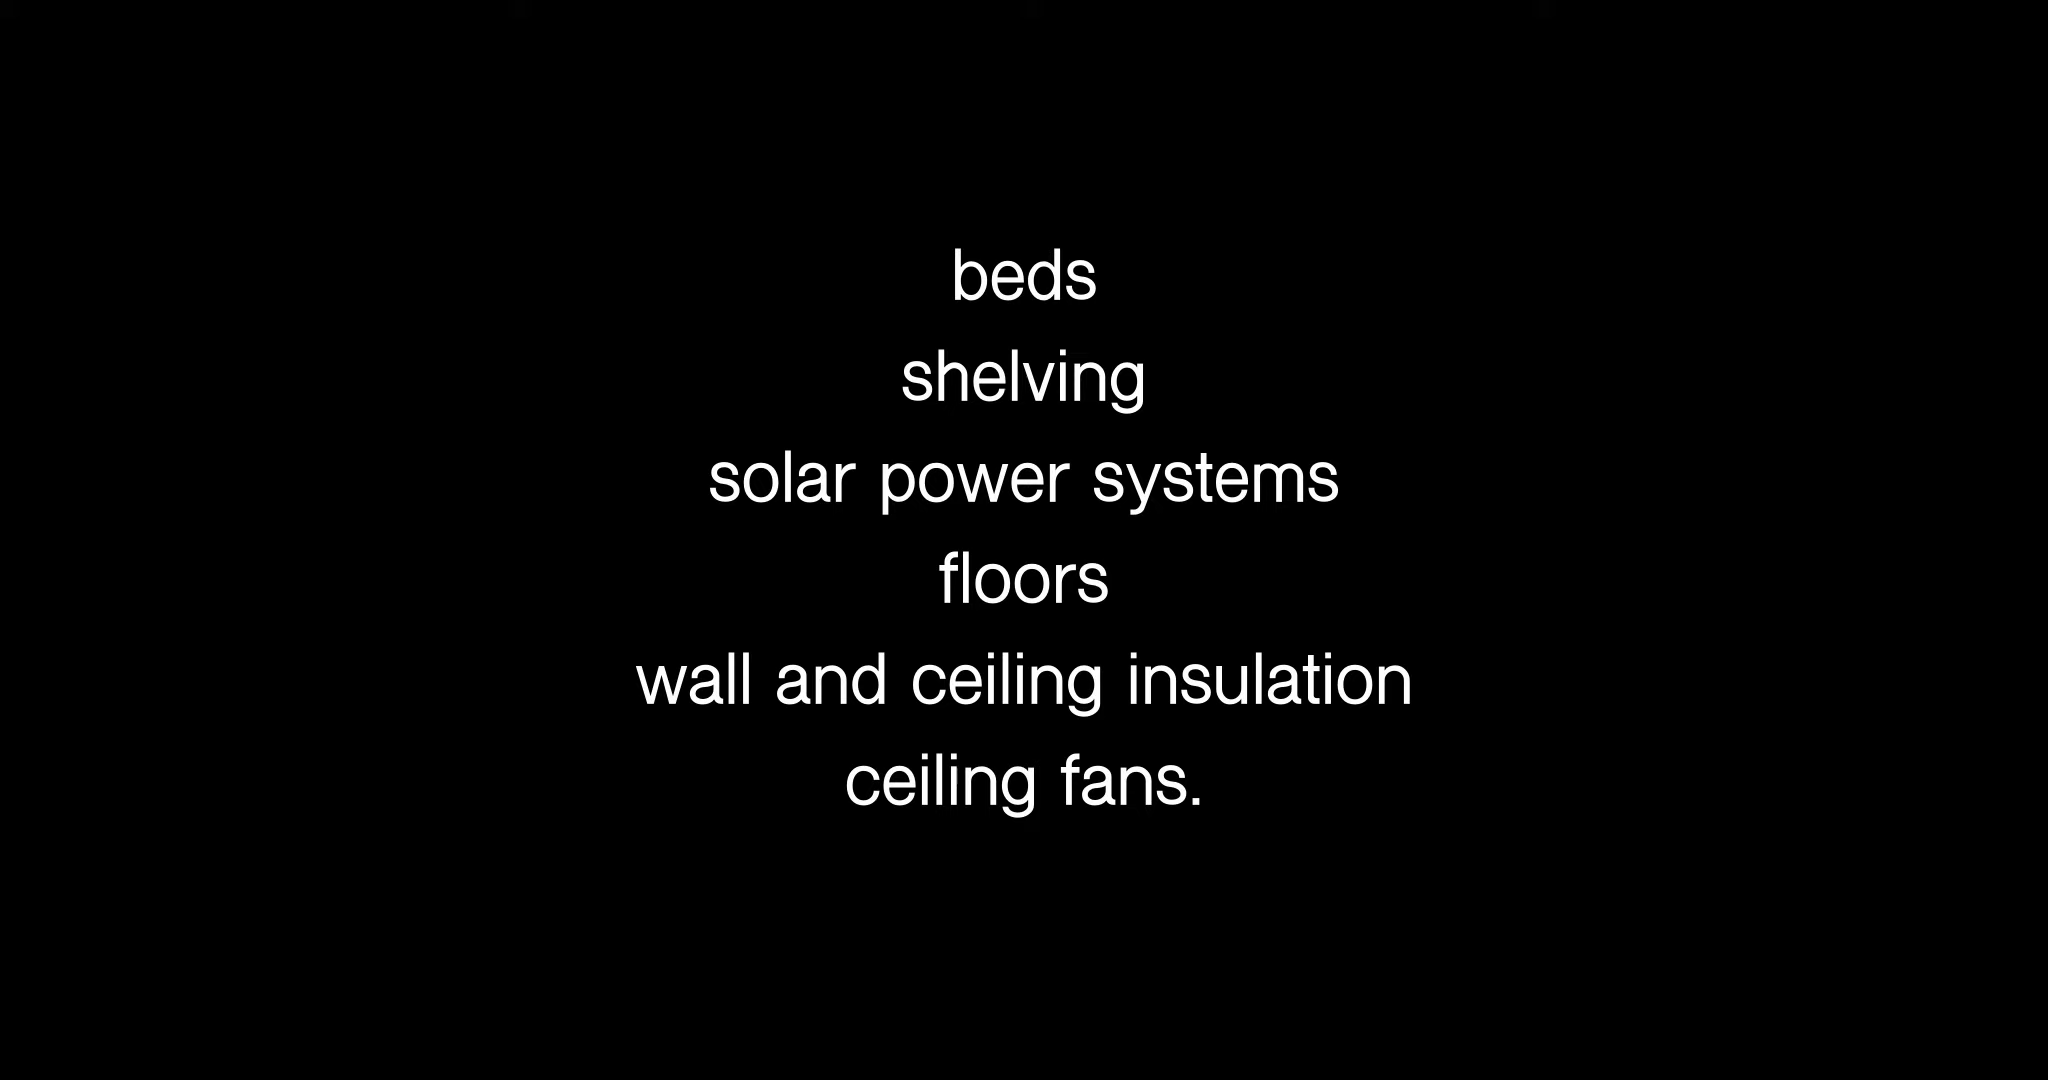 beds
shelving
solar power systems
floors
wall and ceiling insulation
ceiling fans.